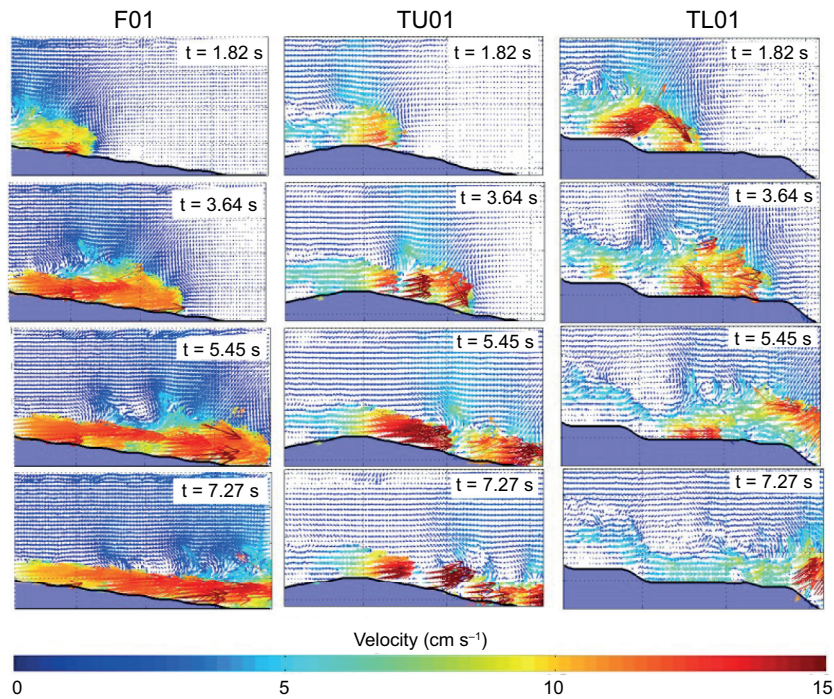 F01 TU01 TL01
t = 1.82 s t = 1.82 s t = 1.82 s
t = 3.64 s t = 3.64 s t = 3.64 s
t = 5.45 s t = 5.45 s t = 5.45 s
t = 7.27 s t = 7.27 s t = 7.27 s
Velocity (cm s⁻¹)
0 5 10 15